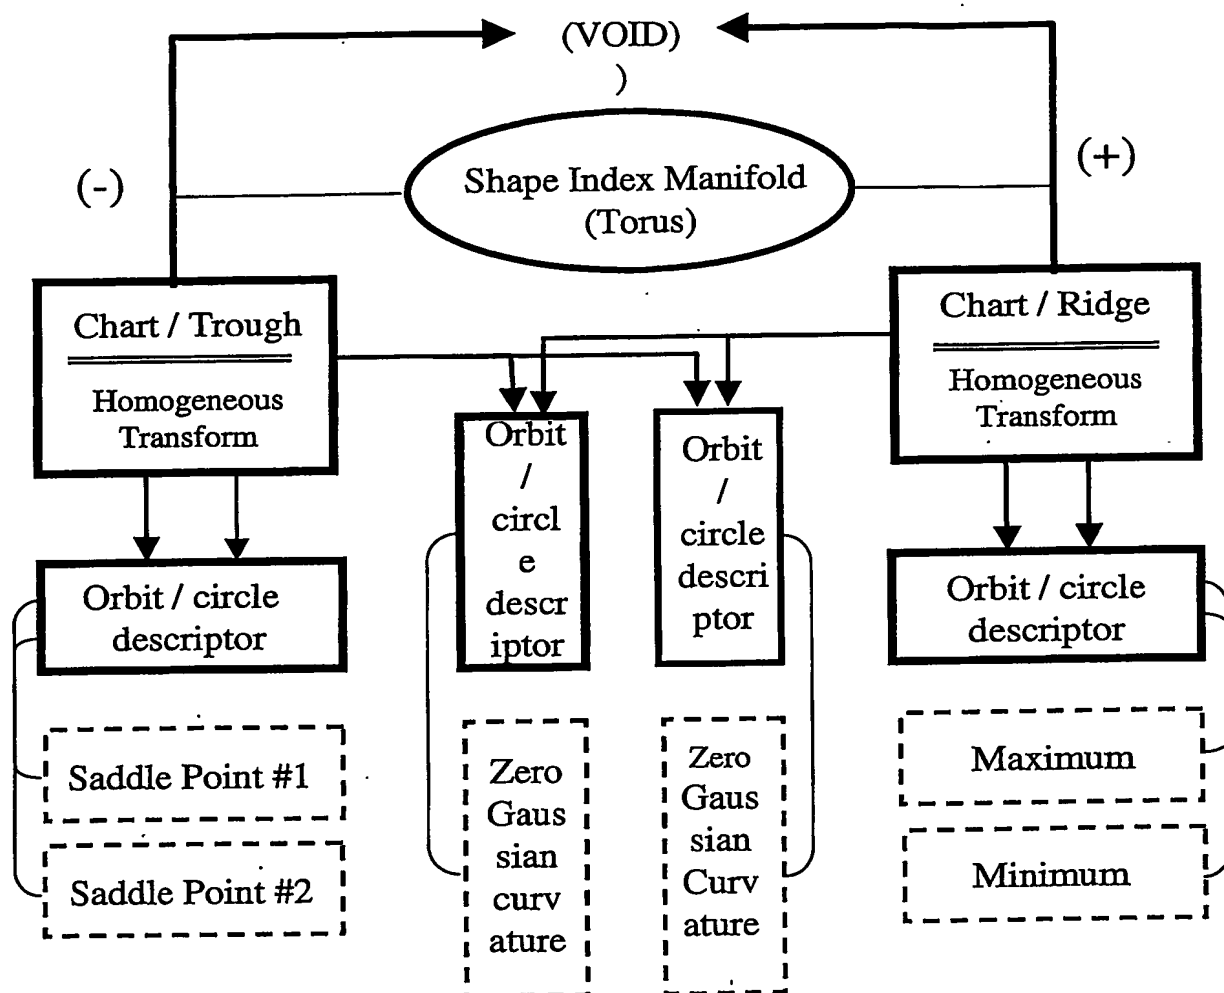 (VOID)
)
(-)
(+)
Shape Index Manifold
(Torus)
Chart / Trough
Homogeneous
Transform
Chart / Ridge
Homogeneous
Transform
Orbit
/
circl
e
descr
iptor
Orbit
/
circle
descri
ptor
Orbit / circle
descriptor
Orbit / circle
descriptor
Saddle Point #1
Saddle Point #2
Zero
Gaus
sian
curv
ature
Zero
Gaus
sian
Curv
ature
Maximum
Minimum